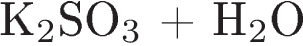 K₂SO₃ + H₂O